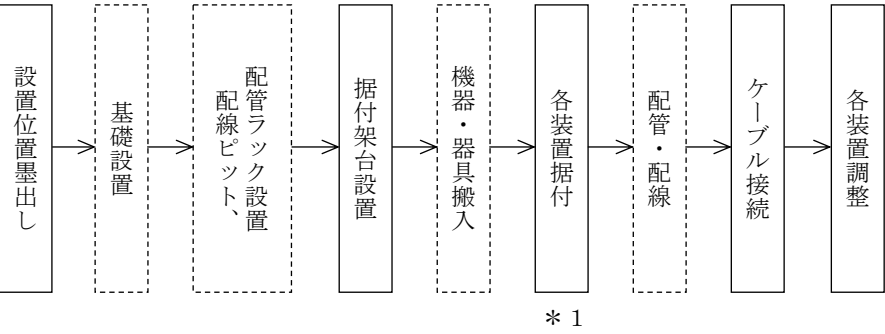 設置位置墨出し
基礎設置
配線ピット、
配管ラック設置
据付架台設置
機器・器具搬入
各装置据付
配管・配線
ケーブル接続
各装置調整
＊１